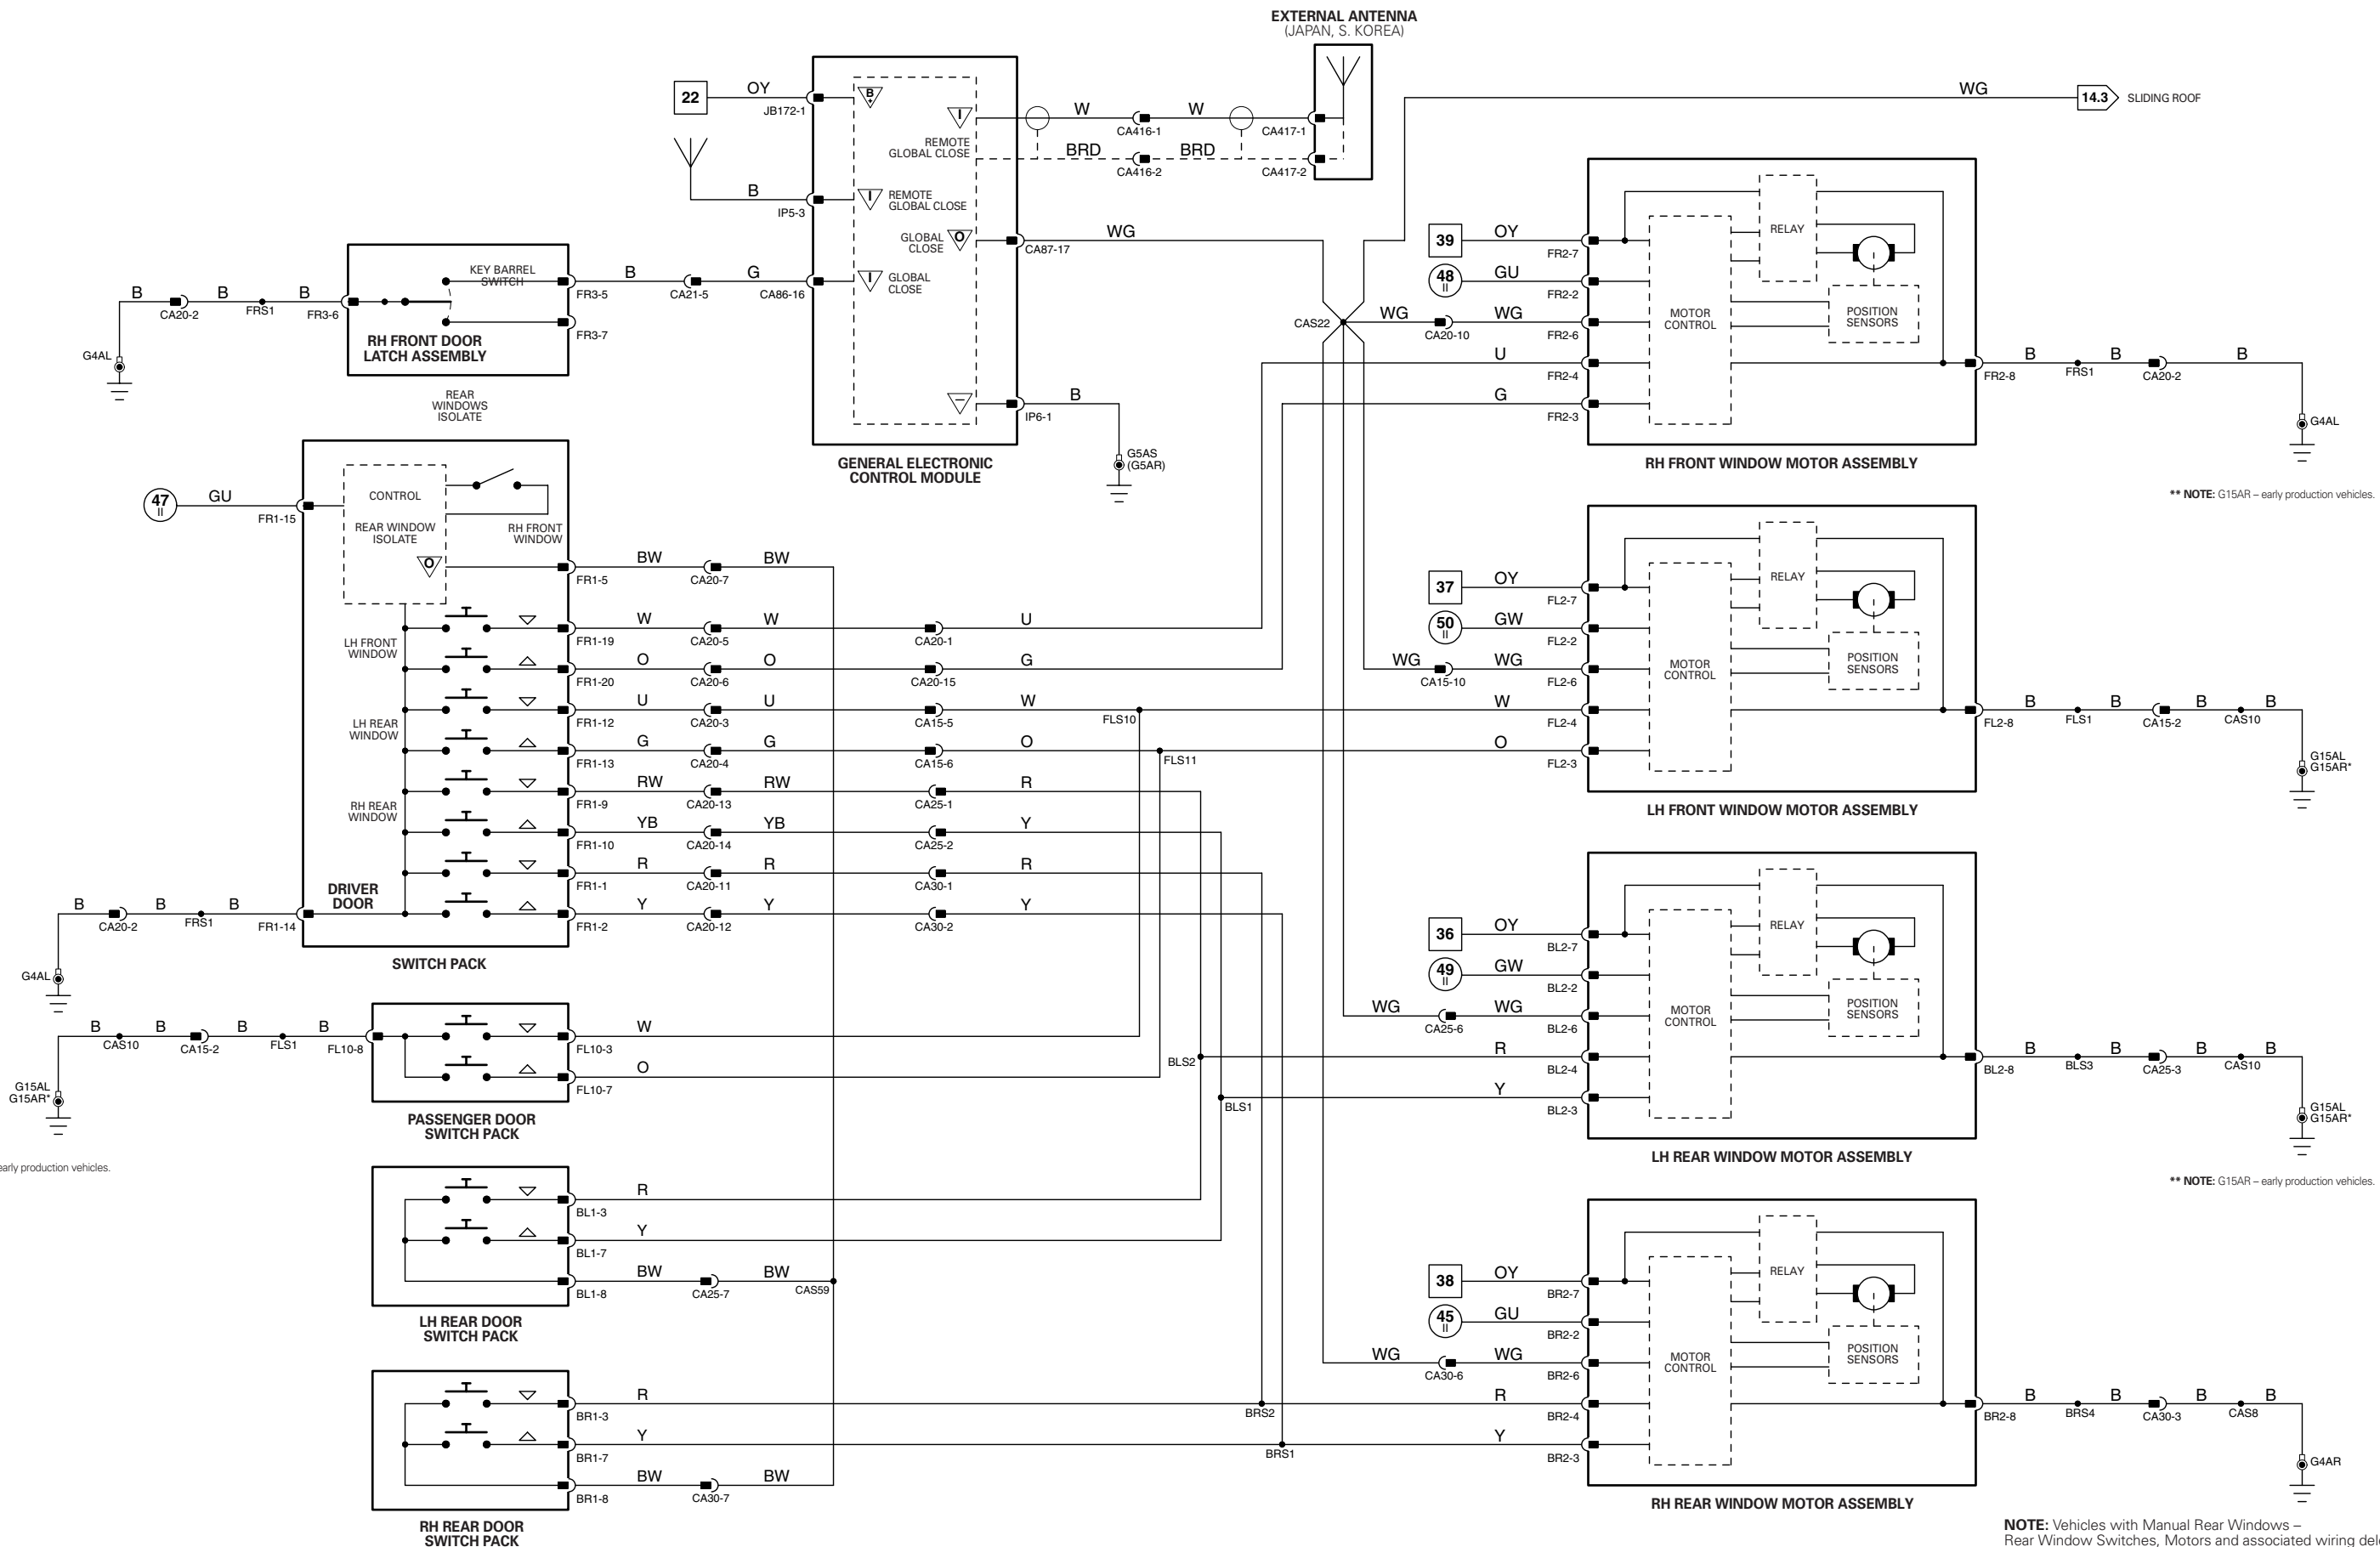 EXTERNAL ANTENNA
(JAPAN, S. KOREA)
22
OY
JB172-1
B
+
I
REMOTE
GLOBAL CLOSE
W
CA416-1
W
CA417-1
BRD
CA416-2
BRD
CA417-2
WG
14.3
SLIDING ROOF
B
IP5-3
I
REMOTE
GLOBAL CLOSE
GLOBAL
CLOSE
O
CA87-17
WG
I
GLOBAL
CLOSE
IP6-1
B
G5AS
(G5AR)
GENERAL ELECTRONIC
CONTROL MODULE
KEY BARREL
SWITCH
B
CA20-2
B
FRS1
B
FR3-6
G4AL
FR3-5
B
CA21-5
G
CA86-16
FR3-7
RH FRONT DOOR
LATCH ASSEMBLY
REAR
WINDOWS
ISOLATE
CAS22
39
OY
FR2-7
48
II
GU
FR2-2
WG
CA20-10
WG
FR2-6
U
FR2-4
G
FR2-3
MOTOR
CONTROL
RELAY
POSITION
SENSORS
FR2-8
B
FRS1
B
CA20-2
B
G4AL
RH FRONT WINDOW MOTOR ASSEMBLY
** NOTE: G15AR – early production vehicles.
47
II
GU
FR1-15
CONTROL
REAR WINDOW
ISOLATE
O
RH FRONT
WINDOW
FR1-5
BW
CA20-7
BW
LH FRONT
WINDOW
FR1-19
W
CA20-5
W
CA20-1
U
FR1-20
O
CA20-6
O
CA20-15
G
LH REAR
WINDOW
FR1-12
U
CA20-3
U
CA15-5
W
FLS10
FR1-13
G
CA20-4
G
CA15-6
O
FLS11
RH REAR
WINDOW
FR1-9
RW
CA20-13
RW
CA25-1
R
FR1-10
YB
CA20-14
YB
CA25-2
Y
FR1-1
R
CA20-11
R
CA30-1
R
DRIVER
DOOR
B
CA20-2
B
FRS1
B
FR1-14
FR1-2
Y
CA20-12
Y
CA30-2
Y
G4AL
SWITCH PACK
37
OY
FL2-7
50
II
GW
FL2-2
WG
CA15-10
WG
FL2-6
W
FL2-4
O
FL2-3
MOTOR
CONTROL
RELAY
POSITION
SENSORS
FL2-8
B
FLS1
B
CA15-2
B
CAS10
B
G15AL
G15AR*
LH FRONT WINDOW MOTOR ASSEMBLY
B
CAS10
B
CA15-2
B
FLS1
B
FL10-8
G15AL
G15AR*
FL10-3
W
FL10-7
O
PASSENGER DOOR
SWITCH PACK
early production vehicles.
36
OY
BL2-7
49
II
GW
BL2-2
WG
CA25-6
WG
BL2-6
BLS2
R
BL2-4
BLS1
Y
BL2-3
MOTOR
CONTROL
RELAY
POSITION
SENSORS
BL2-8
B
BLS3
B
CA25-3
B
CAS10
B
G15AL
G15AR*
LH REAR WINDOW MOTOR ASSEMBLY
** NOTE: G15AR – early production vehicles.
BL1-3
R
BL1-7
Y
BL1-8
BW
CA25-7
BW
CAS59
LH REAR DOOR
SWITCH PACK
38
OY
BR2-7
45
II
GU
BR2-2
WG
CA30-6
WG
BR2-6
R
BR2-4
Y
BR2-3
MOTOR
CONTROL
RELAY
POSITION
SENSORS
BR2-8
B
BRS4
B
CA30-3
B
CAS8
B
G4AR
RH REAR WINDOW MOTOR ASSEMBLY
BR1-3
R
BRS2
BR1-7
Y
BRS1
BR1-8
BW
CA30-7
BW
RH REAR DOOR
SWITCH PACK
NOTE: Vehicles with Manual Rear Windows –
Rear Window Switches, Motors and associated wiring